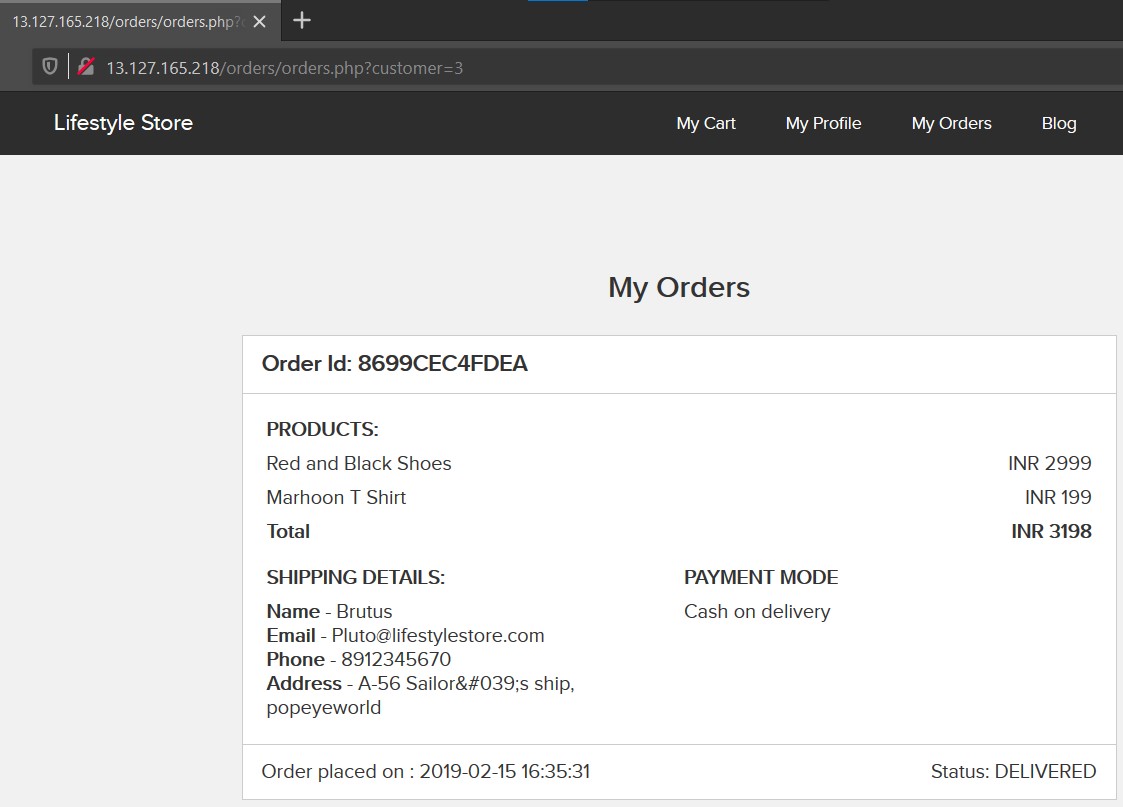 13.127.165.218/orders/orders.php?
13.127.165.218/orders/orders.php?customer=3
Lifestyle Store My Cart My Profile My Orders Blog
My Orders
Order Id: 8699CEC4FDEA
PRODUCTS:
Red and Black Shoes INR 2999
Marhoon T Shirt INR 199
Total INR 3198
SHIPPING DETAILS: PAYMENT MODE
Name - Brutus Cash on delivery
Email - Pluto@lifestylestore.com
Phone - 8912345670
Address - A-56 Sailor&#039;s ship,
popeyeworld
Order placed on : 2019-02-15 16:35:31 Status: DELIVERED